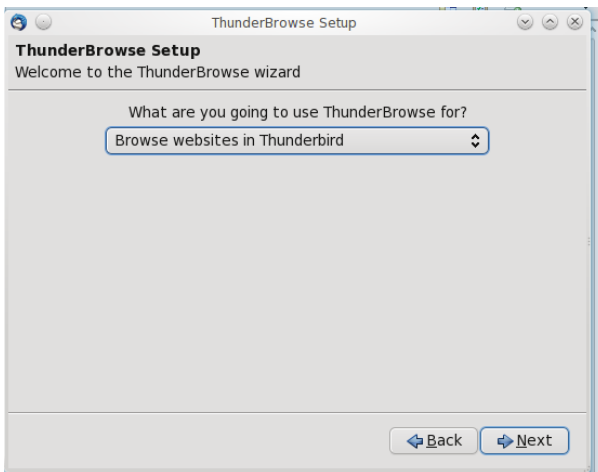 ThunderBrowse Setup
ThunderBrowse Setup
Welcome to the ThunderBrowse wizard
What are you going to use ThunderBrowse for?
Browse websites in Thunderbird
Back
Next